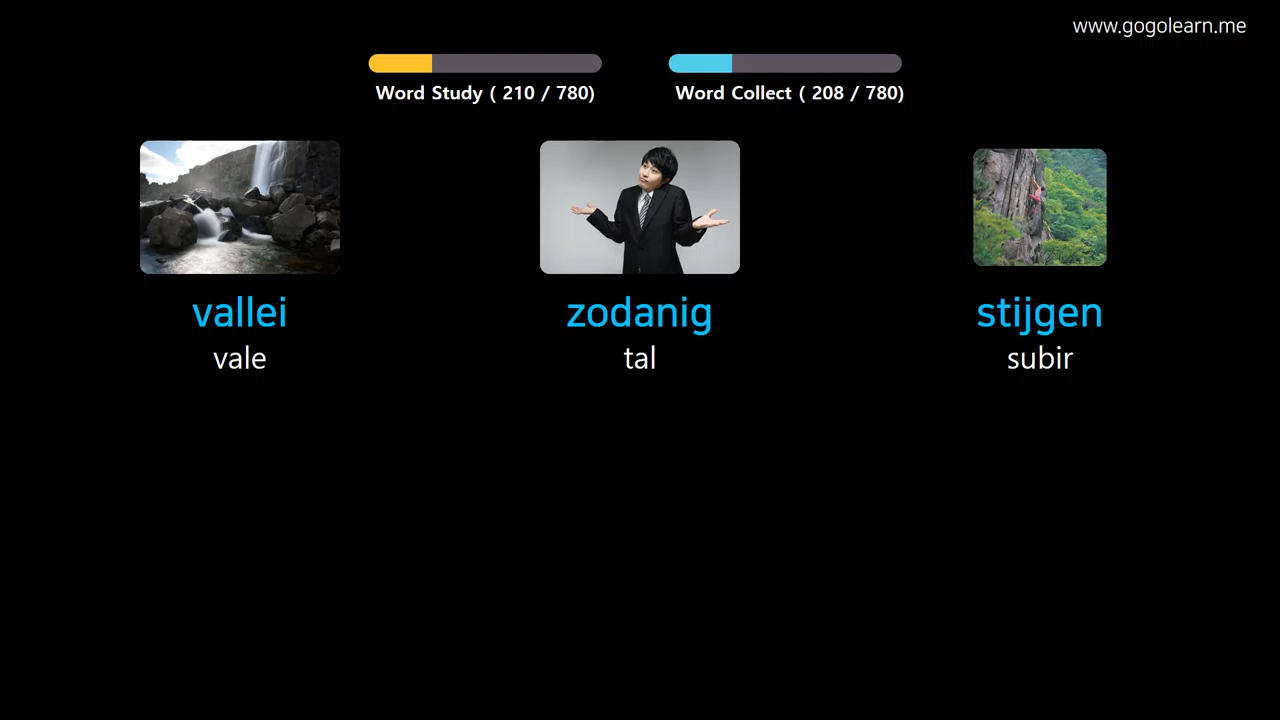 www.gogolearn.me
Word Study ( 210 / 780)
Word Collect ( 208 / 780)
vallei
zodanig
stijgen
vale
tal
subir